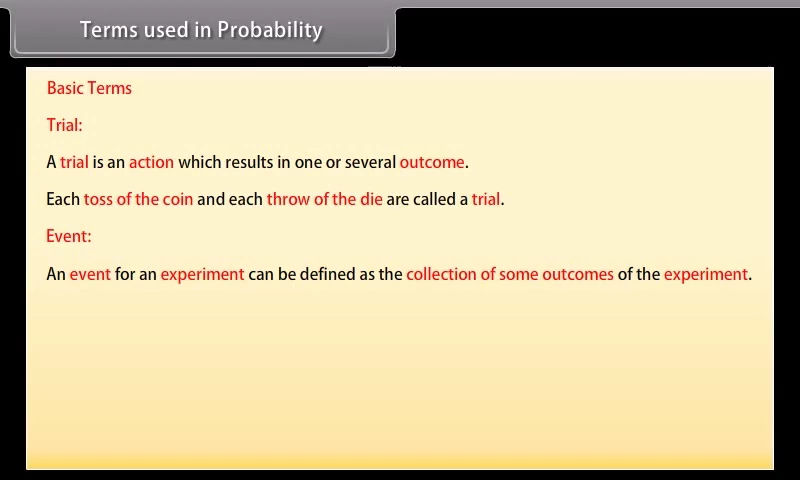 Terms used in Probability
Basic Terms
Trial:
A trial is an action which results in one or several outcome.
Each toss of the coin and each throw of the die are called a trial.
Event:
An event for an experiment can be defined as the collection of some outcomes of the experiment.